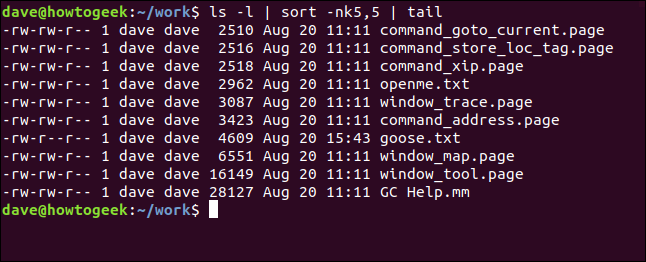 dave@howtogeek:~/work$ ls -l | sort -nk5,5 | tail
-rw-rw-r-- 1 dave dave  2510 Aug 20 11:11 command_goto_current.page
-rw-rw-r-- 1 dave dave  2516 Aug 20 11:11 command_store_loc_tag.page
-rw-rw-r-- 1 dave dave  2518 Aug 20 11:11 command_xip.page
-rw-rw-r-- 1 dave dave  2962 Aug 20 11:11 openme.txt
-rw-rw-r-- 1 dave dave  3087 Aug 20 11:11 window_trace.page
-rw-rw-r-- 1 dave dave  3423 Aug 20 11:11 command_address.page
-rw-r--r-- 1 dave dave  4609 Aug 20 15:43 goose.txt
-rw-rw-r-- 1 dave dave  6551 Aug 20 11:11 window_map.page
-rw-rw-r-- 1 dave dave 16149 Aug 20 11:11 window_tool.page
-rw-rw-r-- 1 dave dave 28127 Aug 20 11:11 GC Help.mm
dave@howtogeek:~/work$